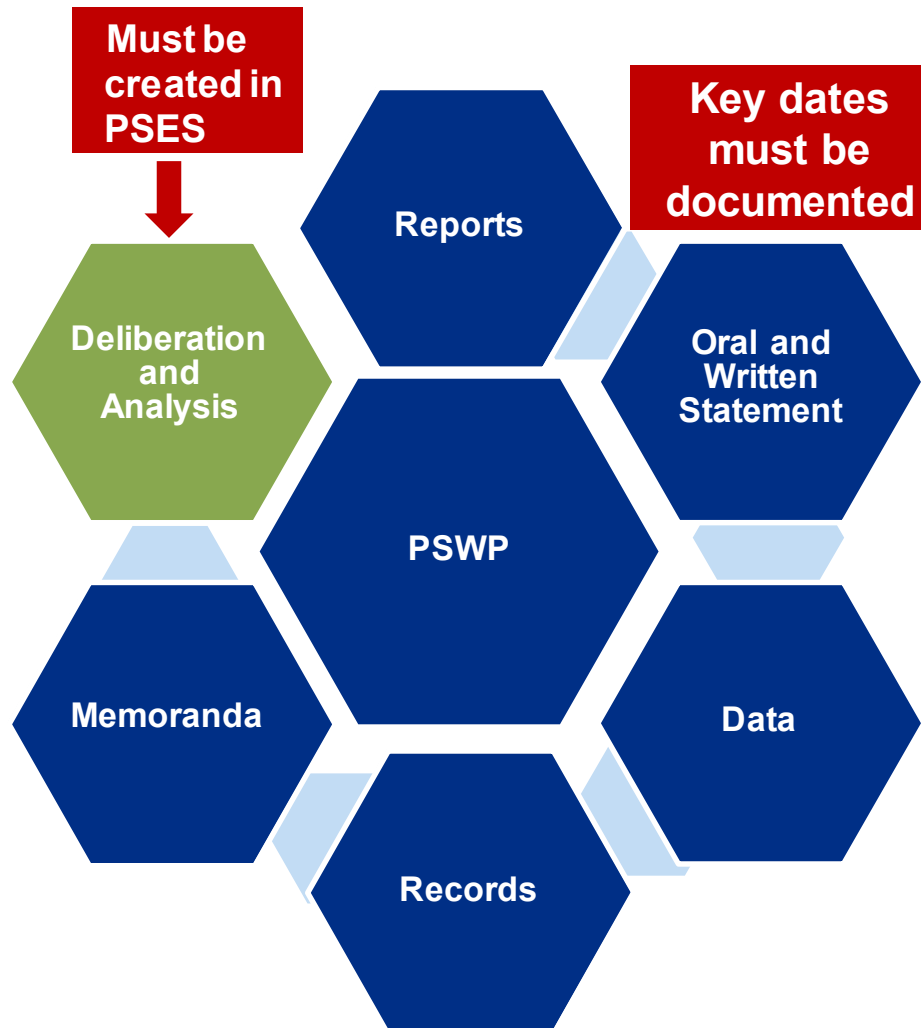 Must be
created in
PSES
Key dates
must be
documented
Reports
Deliberation
and
Analysis
Oral and
Written
Statement
PSWP
Memoranda
Data
Records